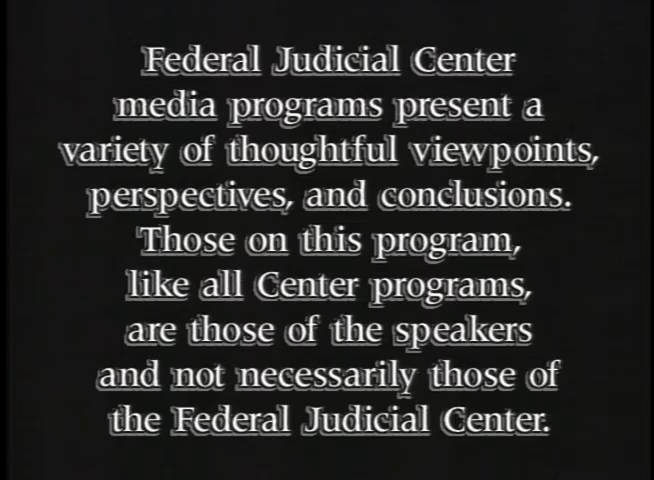 Federal Judicial Center
media programs present a
variety of thoughtful viewpoints,
perspectives, and conclusions.
Those on this program,
like all Center programs,
are those of the speakers
and not necessarily those of
the Federal Judicial Center.